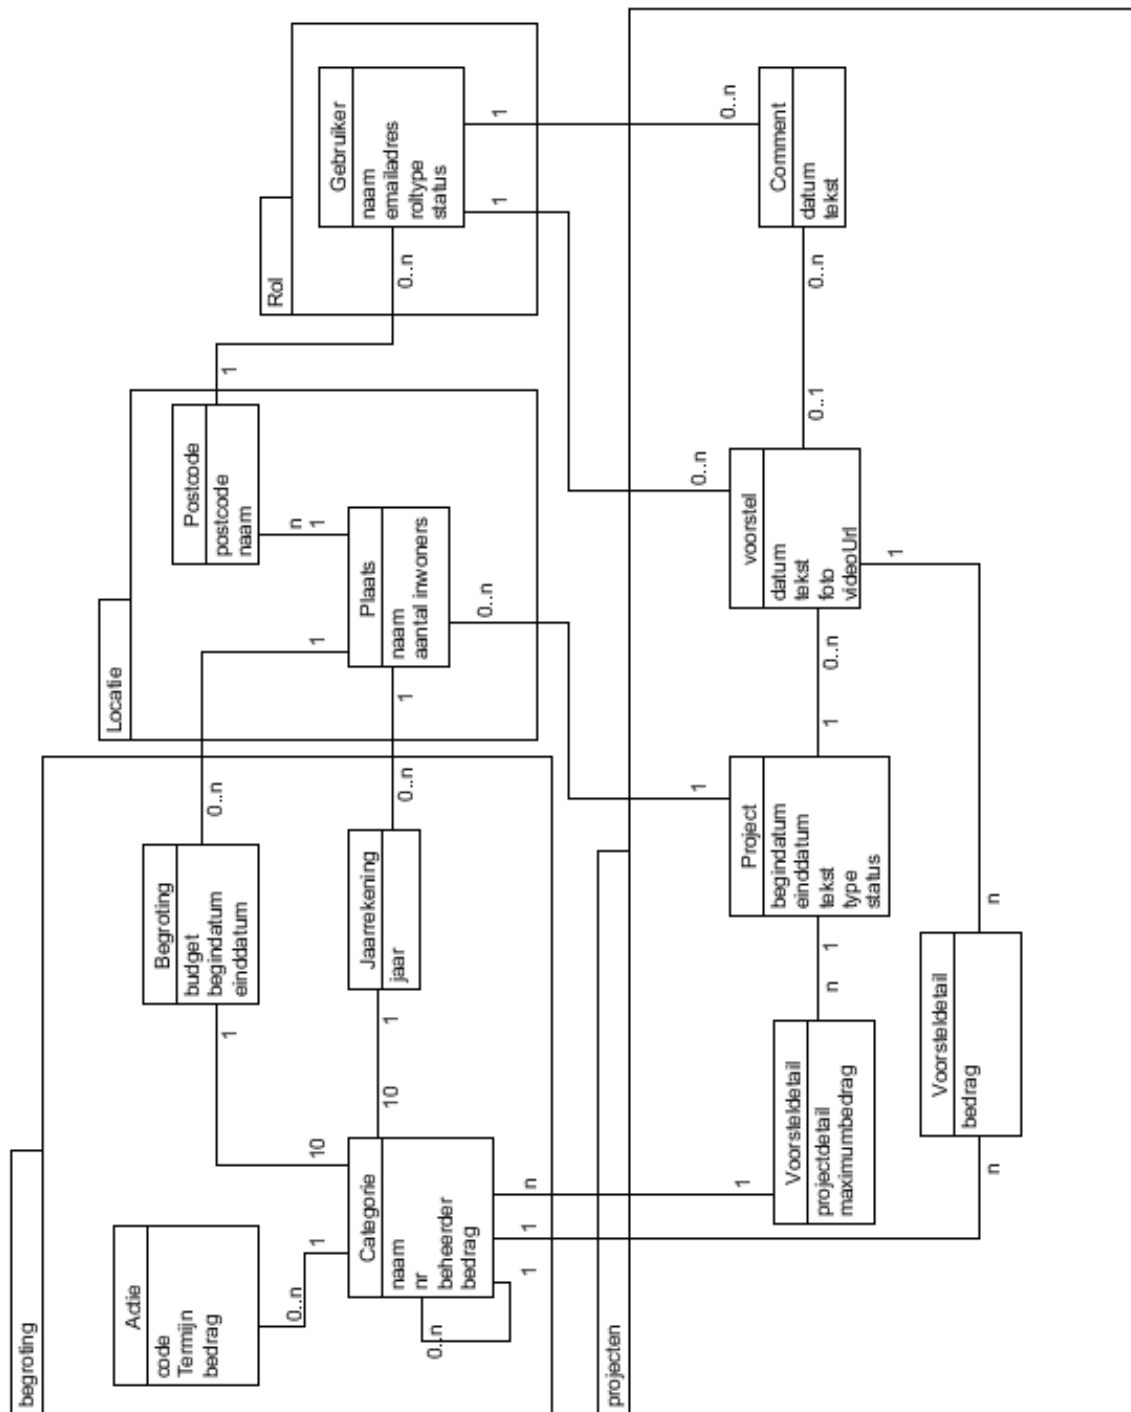 begroting
Actie
code
Termijn
bedrag
0..n
1
Categorie
naam
nr
beheerder
bedrag
0..n
1
10
1
Begroting
budget
begindatum
einddatum
0..n
1
10
1
Jaarrekening
jaar
0..n
1
n
1
1
n
Locatie
Postcode
postcode
naam
n
1
1
0..n
Plaats
naam
aantal inwoners
0..n
1
Rol
Gebruiker
naam
emailadres
roltype
status
1
0..n
1
0..n
projecten
Voorsteldetail
projectdetail
maximumbedrag
n
1
Voorsteldetail
bedrag
n
1
Project
begindatum
einddatum
tekst
type
status
1
0..n
voorstel
datum
tekst
foto
videoUrl
0..1
0..n
Comment
datum
tekst